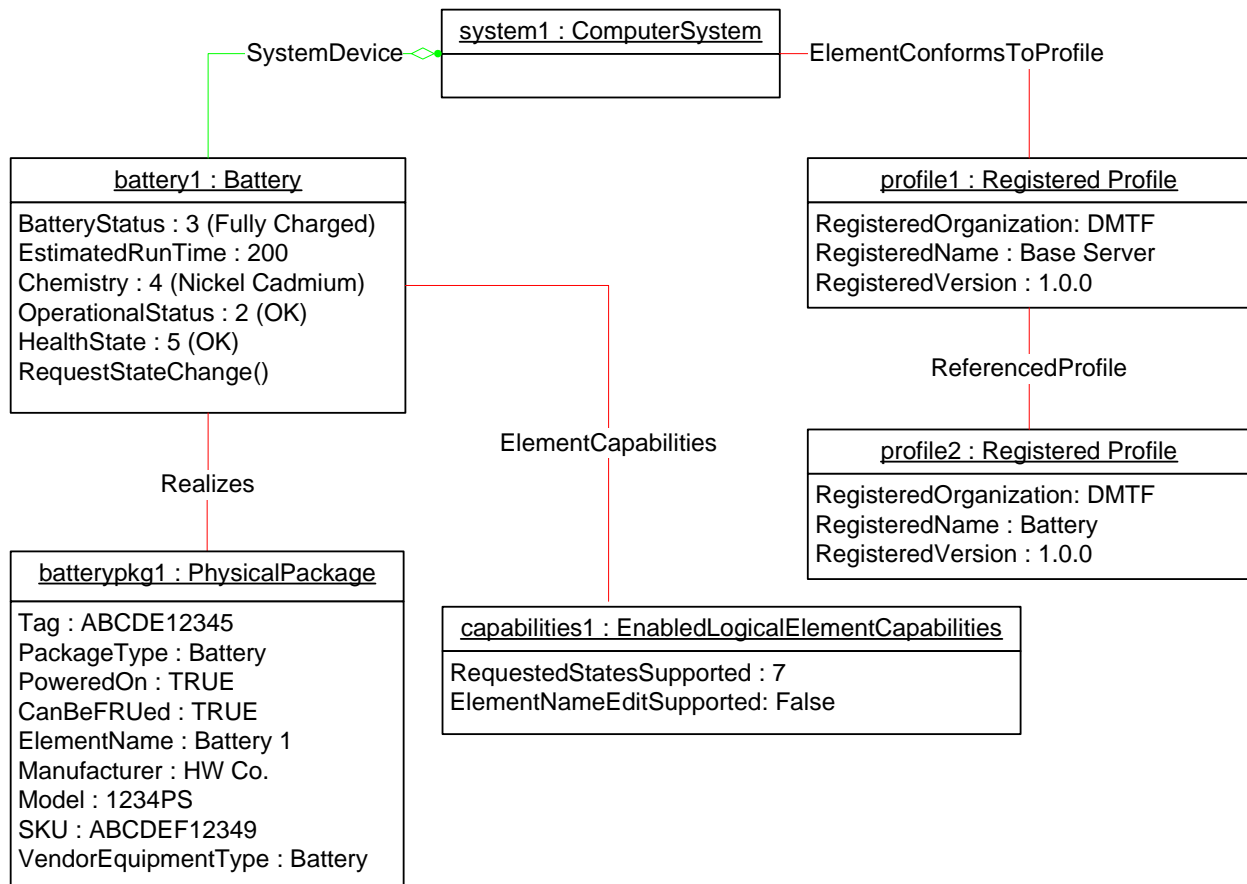 system1 : ComputerSystem
SystemDevice
ElementConformsToProfile
battery1 : Battery
BatteryStatus : 3 (Fully Charged)
EstimatedRunTime : 200
Chemistry : 4 (Nickel Cadmium)
OperationalStatus : 2 (OK)
HealthState : 5 (OK)
RequestStateChange()
profile1 : Registered Profile
RegisteredOrganization: DMTF
RegisteredName : Base Server
RegisteredVersion : 1.0.0
ReferencedProfile
ElementCapabilities
profile2 : Registered Profile
RegisteredOrganization: DMTF
RegisteredName : Battery
RegisteredVersion : 1.0.0
Realizes
batterypkg1 : PhysicalPackage
Tag : ABCDE12345
PackageType : Battery
PoweredOn : TRUE
CanBeFRUed : TRUE
ElementName : Battery 1
Manufacturer : HW Co.
Model : 1234PS
SKU : ABCDEF12349
VendorEquipmentType : Battery
capabilities1 : EnabledLogicalElementCapabilities
RequestedStatesSupported : 7
ElementNameEditSupported: False